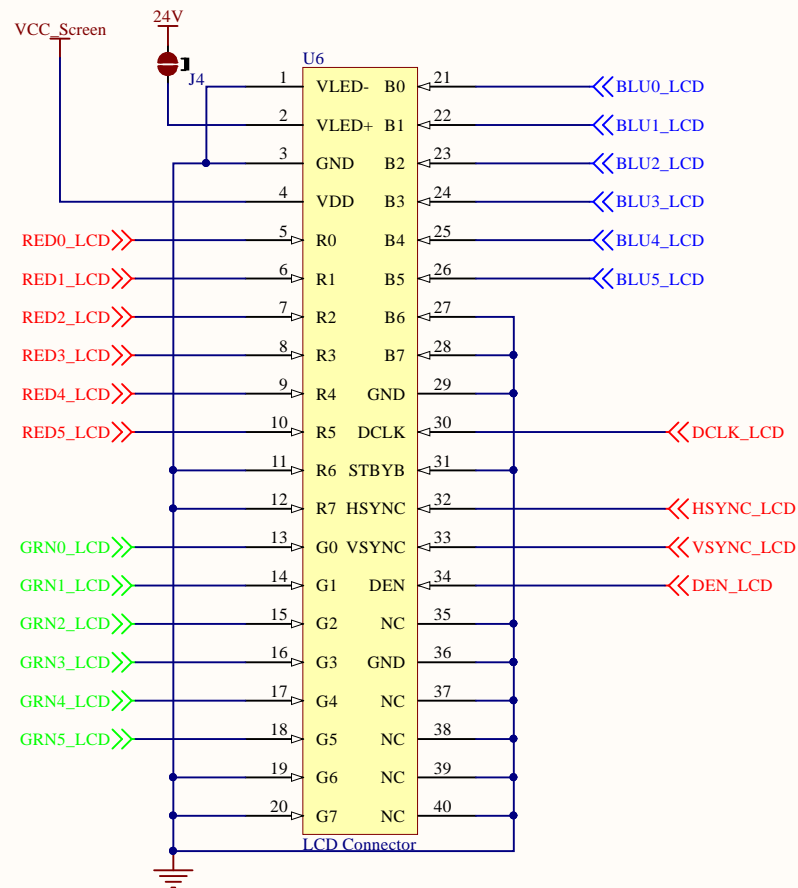 24V
VCC_Screen
J4
U6
1 VLED- B0 21 BLU0_LCD
2 VLED+ B1 22 BLU1_LCD
3 GND B2 23 BLU2_LCD
4 VDD B3 24 BLU3_LCD
RED0_LCD 5 R0 B4 25 BLU4_LCD
RED1_LCD 6 R1 B5 26 BLU5_LCD
RED2_LCD 7 R2 B6 27
RED3_LCD 8 R3 B7 28
RED4_LCD 9 R4 GND 29
RED5_LCD 10 R5 DCLK 30 DCLK_LCD
11 R6 STBYB 31
12 R7 HSYNC 32 HSYNC_LCD
GRN0_LCD 13 G0 VSYNC 33 VSYNC_LCD
GRN1_LCD 14 G1 DEN 34 DEN_LCD
GRN2_LCD 15 G2 NC 35
GRN3_LCD 16 G3 GND 36
GRN4_LCD 17 G4 NC 37
GRN5_LCD 18 G5 NC 38
19 G6 NC 39
20 G7 NC 40
LCD Connector